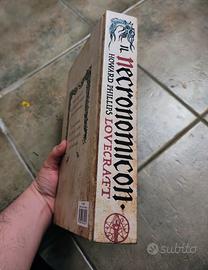 IL
NECRONOMICON
HOWARD PHILLIPS
LOVECRAFT
subito